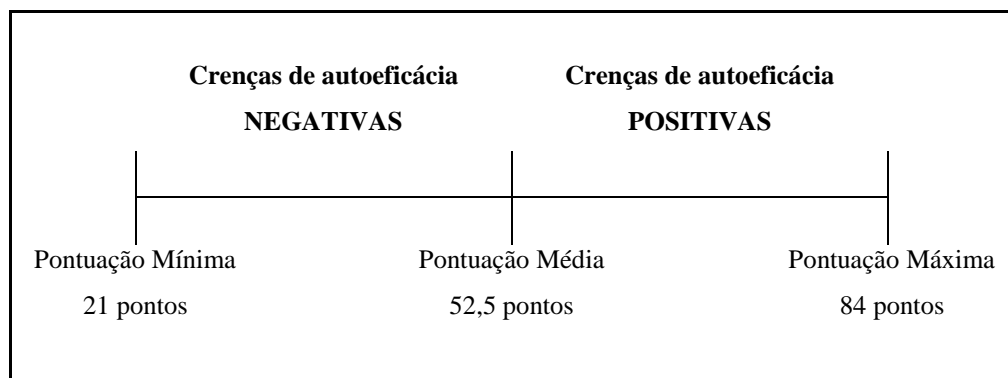 Crenças de autoeficácia
NEGATIVAS
Crenças de autoeficácia
POSITIVAS
Pontuação Mínima
21 pontos
Pontuação Média
52,5 pontos
Pontuação Máxima
84 pontos